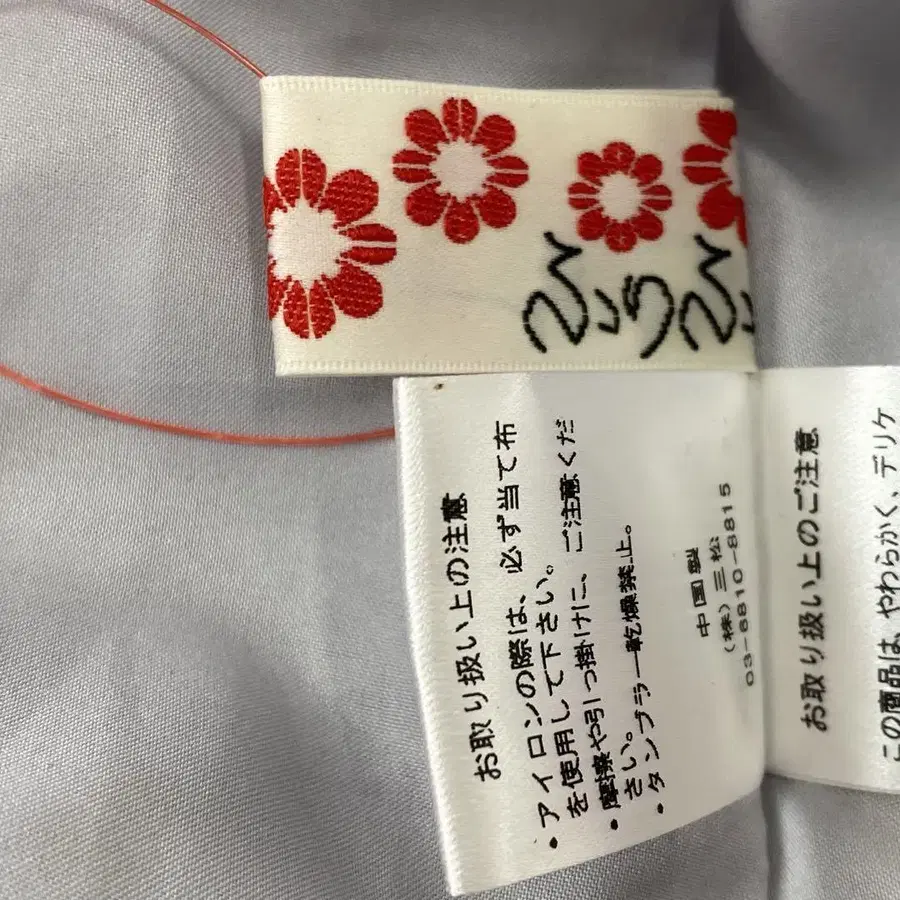 お取り扱い上の注意
・アイロンの際は、必ず当て布
を使用して下さい。
・摩擦や引っ掛けに、ご注意くだ
さい。
・タンブラー乾燥禁止。
中国製
(株)三松
03-6810-8815
お取り扱い上のご注意
この商品は、やわらかく、デリケ